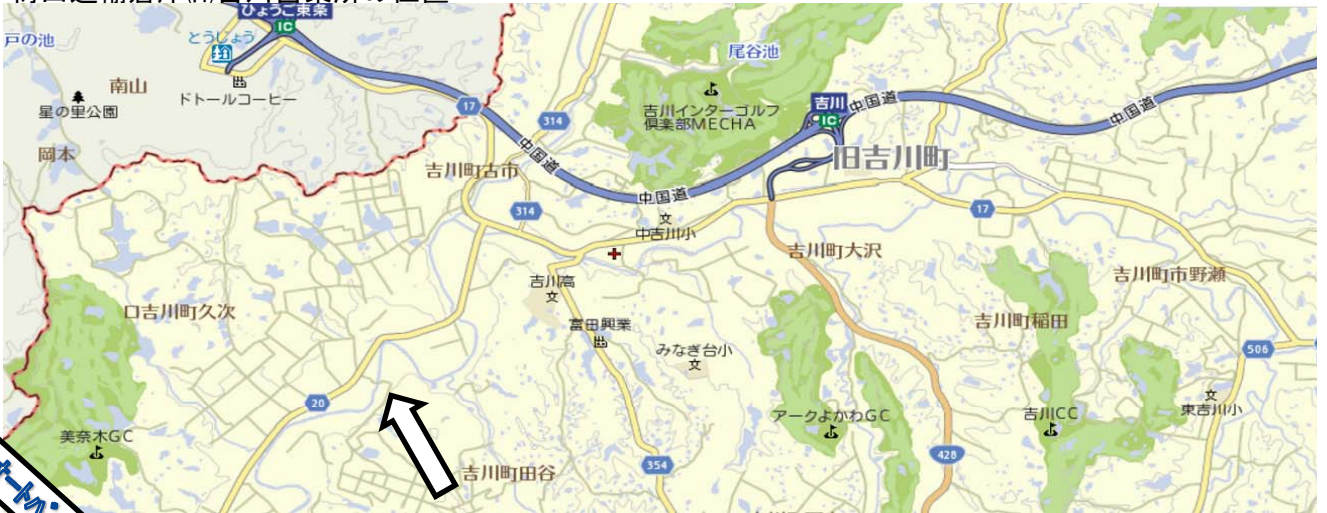 ひょうご東条
IC
戸の池
とうじょう
尾谷池
南山
ドトールコーヒー
星の里公園
17
314
吉川インターゴルフ
倶楽部MECHA
吉川
IC
中国道
中国道
岡本
吉川町古市
中国道
旧吉川町
中国道
314
文
中吉川小
17
吉川町大沢
吉川町市野瀬
吉川高
文
口吉川町久次
富田興業
吉川町稲田
みなぎ台小
文
506
20
アークよかわGC
吉川CC
文
東吉川小
美奈木GC
428
354
吉川町田谷